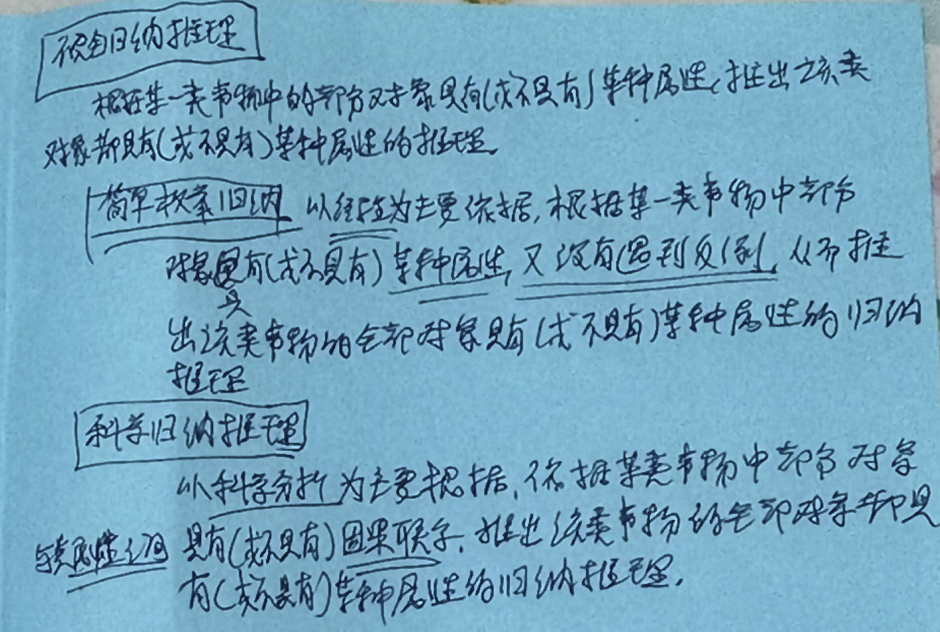 不完全归纳推理
根据某一类事物中的部分对象具有(或不具有)某种属性,推出该类
对象都具有(或不具有)某种属性的推理
简单枚举归纳 以经验为主要依据,根据某一类事物中部分
对象具有(或不具有)某种属性,又没有遇到反例,从而推
出该类事物的全部对象具有(或不具有)某种属性的归纳
推理
科学归纳推理
以科学分析为主要根据,依据某类事物中部分对象
与其属性之间 具有(或不具有)因果联系,推出该类事物的全部对象都具
有(或不具有)某种属性的归纳推理.